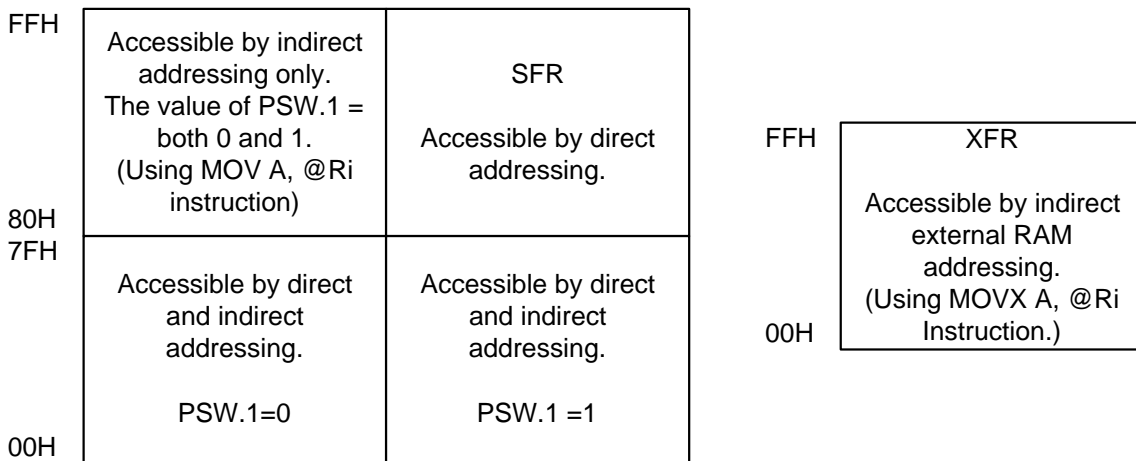 FFH
Accessible by indirect
addressing only.
The value of PSW.1 =
both 0 and 1.
(Using MOV A, @Ri
instruction)
80H
SFR
Accessible by direct
addressing.
7FH
Accessible by direct
and indirect
addressing.
PSW.1=0
00H
Accessible by direct
and indirect
addressing.
PSW.1 =1
FFH
XFR
Accessible by indirect
external RAM
addressing.
(Using MOVX A, @Ri
Instruction.)
00H